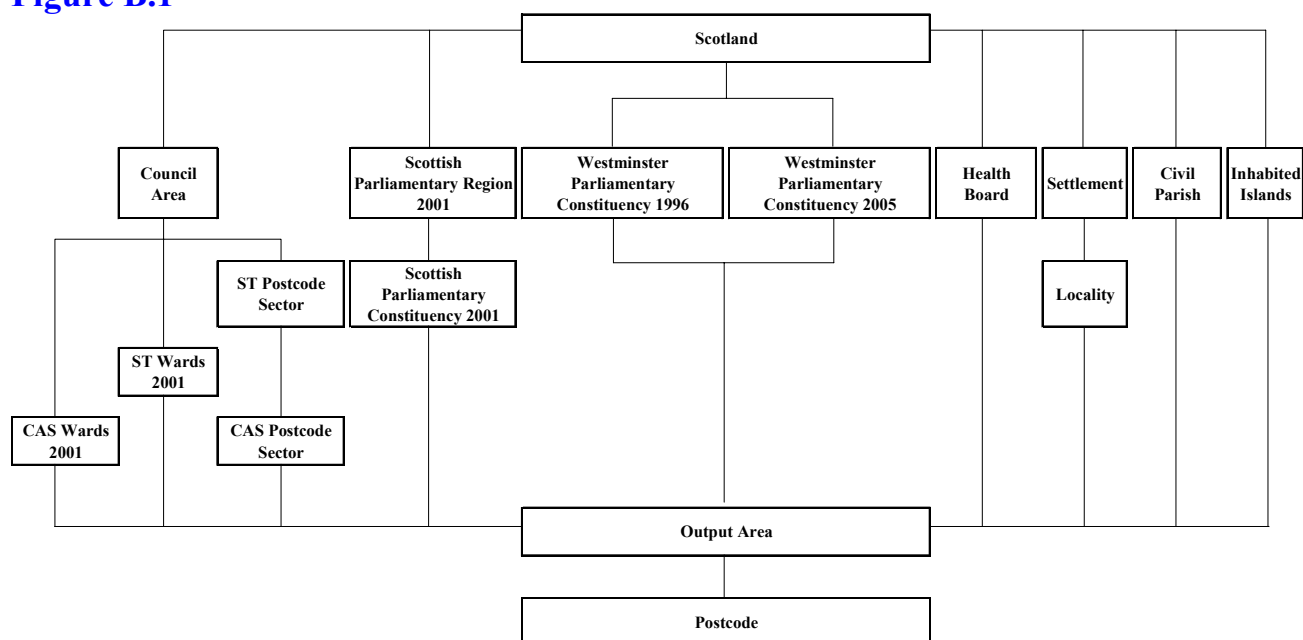 Figure B.1
Scotland
Council
Area
Scottish
Parliamentary Region
2001
Westminster
Parliamentary
Constituency 1996
Westminster
Parliamentary
Constituency 2005
Health
Board
Settlement
Civil
Parish
Inhabited
Islands
ST Postcode
Sector
Scottish
Parliamentary
Constituency 2001
Locality
ST Wards
2001
CAS Wards
2001
CAS Postcode
Sector
Output Area
Postcode